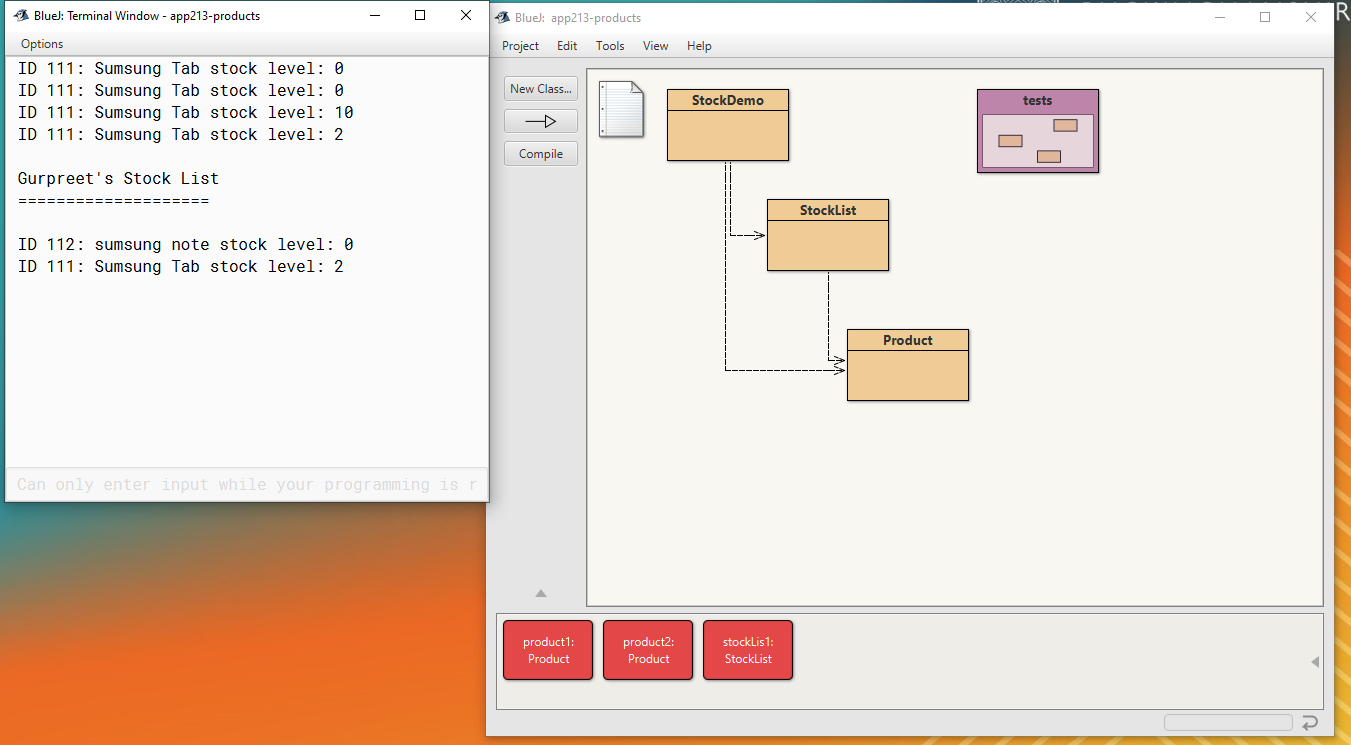 BlueJ: Terminal Window - app213-products
Options
ID 111: Sumsung Tab stock level: 0
ID 111: Sumsung Tab stock level: 0
ID 111: Sumsung Tab stock level: 10
ID 111: Sumsung Tab stock level: 2
Gurpreet's Stock List
====================
ID 112: sumsung note stock level: 0
ID 111: Sumsung Tab stock level: 2
Can only enter input while your programming is r
BlueJ: app213-products
Project Edit Tools View Help
New Class...
Compile
StockDemo
tests
StockList
Product
product1:
Product
product2:
Product
stockLis1:
StockList